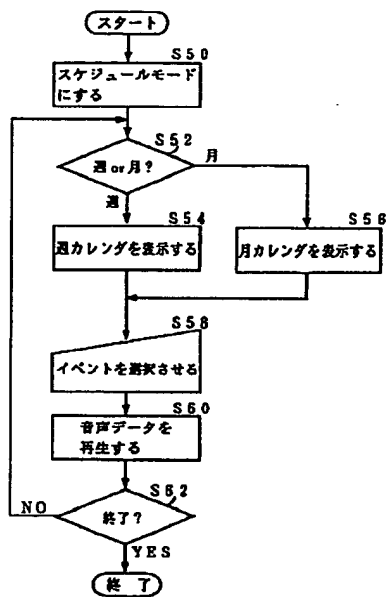 スタート
S50
スケジュールモード
にする
S52
週or月?
月
週
S54
週カレンダを表示する
S56
月カレンダを表示する
S58
イベントを選択させる
S60
音声データを
再生する
S62
終了?
NO
YES
終了